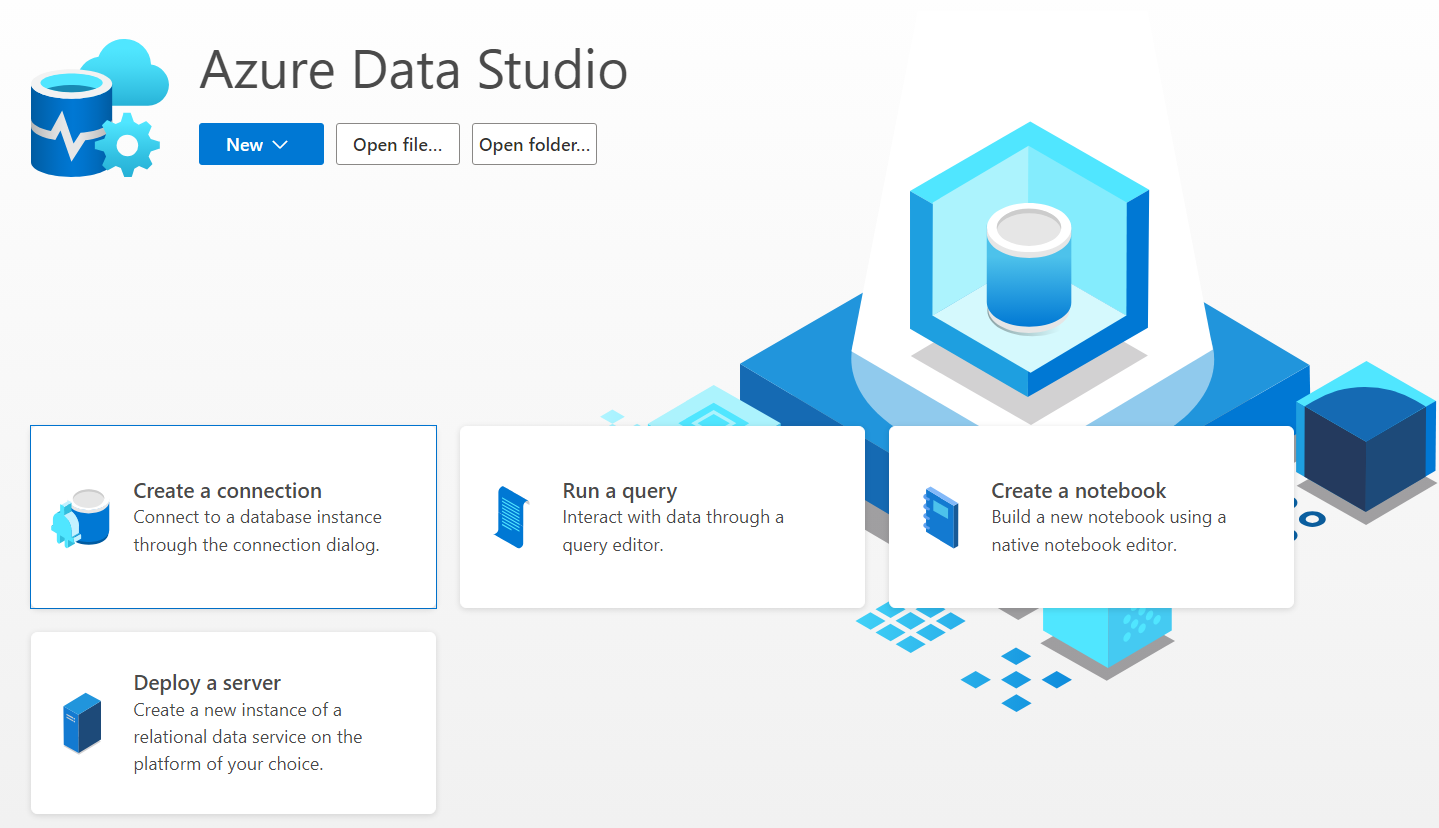 Azure Data Studio
New
Open file...
Open folder...
Create a connection
Connect to a database instance
through the connection dialog.
Run a query
Interact with data through a
query editor.
Create a notebook
Build a new notebook using a
native notebook editor.
Deploy a server
Create a new instance of a
relational data service on the
platform of your choice.